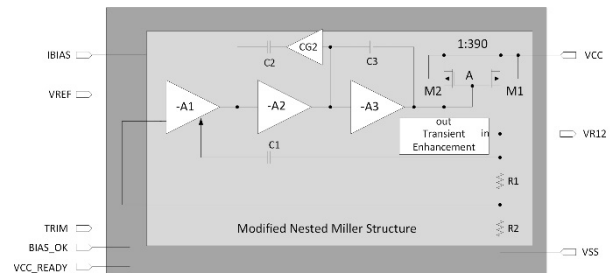 1:390
IBIAS
C2
CG2
C3
A
VCC
M2
M1
VREF
-A1
-A2
-A3
out
Transient in
Enhancement
VR12
C1
R1
TRIM
Modified Nested Miller Structure
R2
BIAS_OK
VSS
VCC_READY